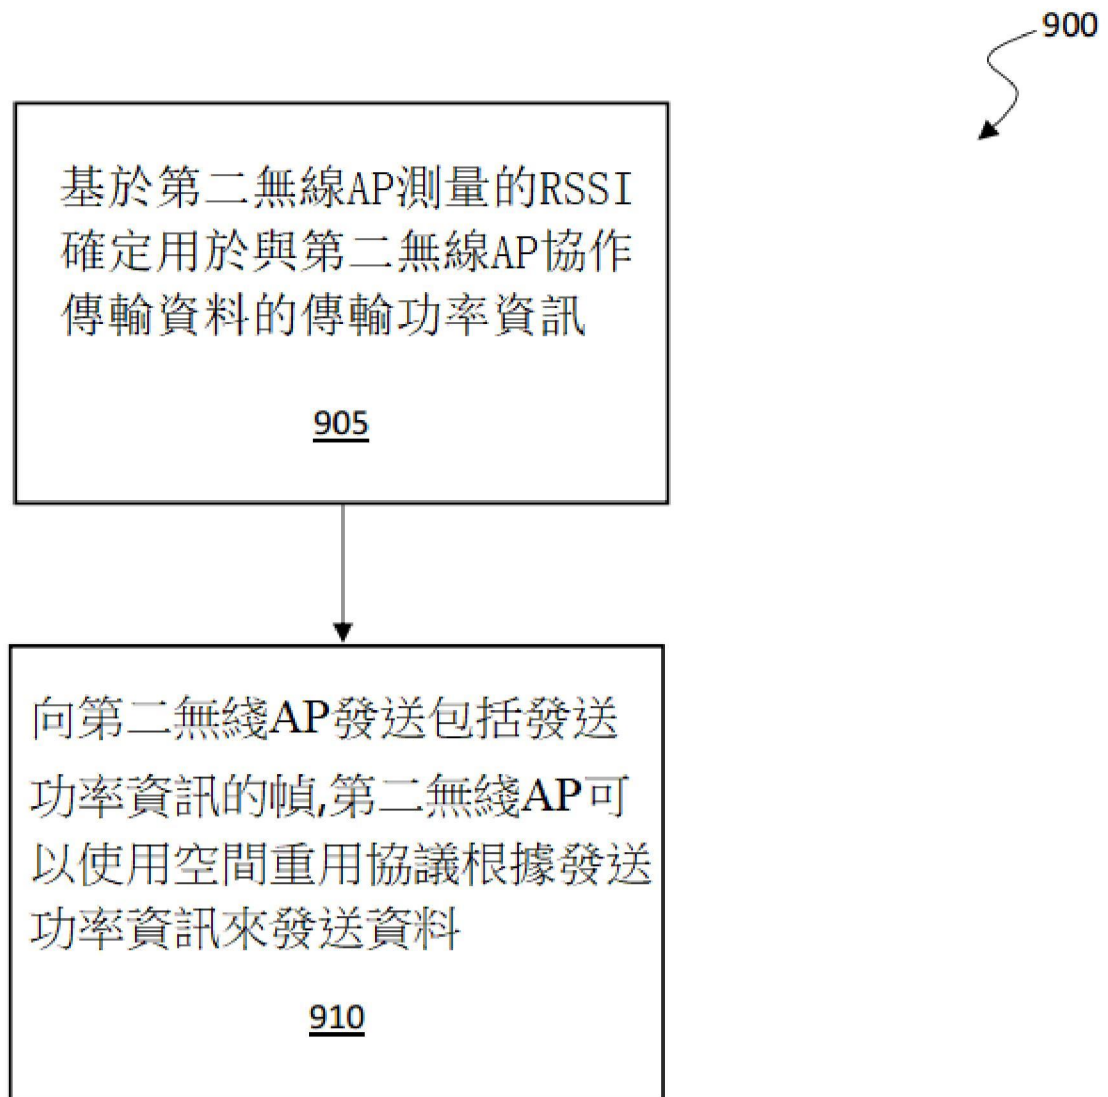 900
基於第二無線AP測量的RSSI
確定用於與第二無線AP協作
傳輸資料的傳輸功率資訊
905
向第二無綫AP發送包括發送
功率資訊的幀,第二無綫AP可
以使用空間重用協議根據發送
功率資訊來發送資料
910